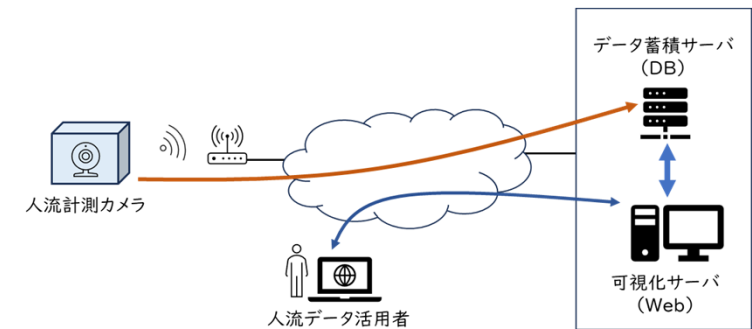 データ蓄積サーバ
（DB）
人流計測カメラ
可視化サーバ
（Web）
人流データ活用者